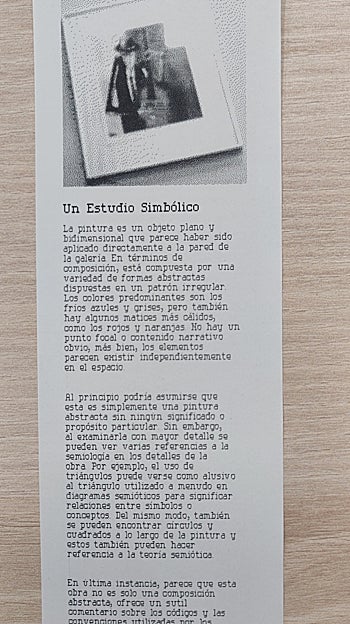 Un Estudio Simbólico
La pintura es un objeto plano y
bidimensional que parece haber sido
aplicado directamente a la pared de
la galería. En términos de
composición, está compuesta por una
variedad de formas abstractas
dispuestas en un patrón irregular.
Los colores predominantes son los
fríos azules y grises, pero también
hay algunos matices más cálidos,
como los rojos y naranjas. No hay un
punto focal o contenido narrativo
obvio, más bien, los elementos
parecen existir independientemente
en el espacio.
Al principio podría asumirse que
esta es simplemente una pintura
abstracta sin ningún significado o
propósito particular. Sin embargo,
al examinarla con mayor detalle se
pueden ver varias referencias a la
semiología en los detalles de la
obra. Por ejemplo, el uso de
triángulos puede verse como alusivo
al triángulo utilizado a menudo en
diagramas semióticos para significar
relaciones entre símbolos o
conceptos. Del mismo modo, también
se pueden encontrar círculos y
cuadrados a lo largo de la pintura y
estos también pueden hacer
referencia a la teoría semiótica.
En última instancia, parece que esta
obra no es solo una composición
abstracta, ofrece un sutil
comentario sobre los códigos y las
convenciones utilizadas por los